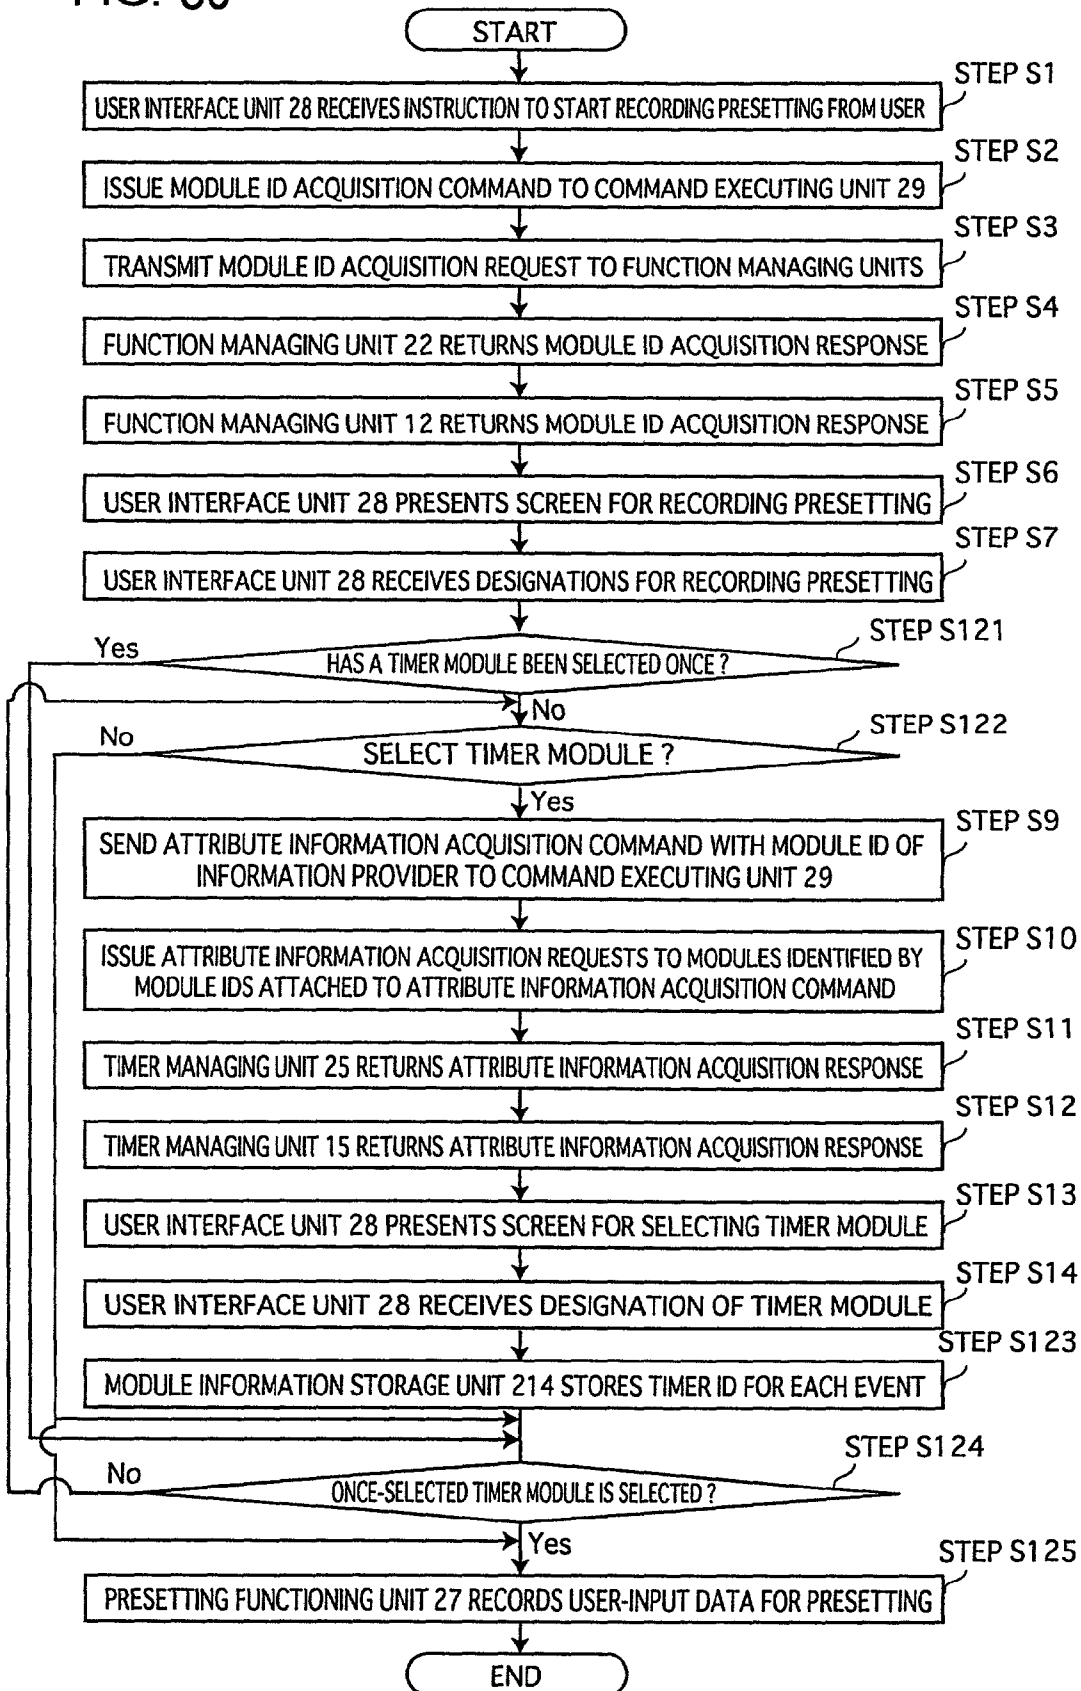 START
STEP S1
USER INTERFACE UNIT 28 RECEIVES INSTRUCTION TO START RECORDING PRESETTING FROM USER
STEP S2
ISSUE MODULE ID ACQUISITION COMMAND TO COMMAND EXECUTING UNIT 29
STEP S3
TRANSMIT MODULE ID ACQUISITION REQUEST TO FUNCTION MANAGING UNITS
STEP S4
FUNCTION MANAGING UNIT 22 RETURNS MODULE ID ACQUISITION RESPONSE
STEP S5
FUNCTION MANAGING UNIT 12 RETURNS MODULE ID ACQUISITION RESPONSE
STEP S6
USER INTERFACE UNIT 28 PRESENTS SCREEN FOR RECORDING PRESETTING
STEP S7
USER INTERFACE UNIT 28 RECEIVES DESIGNATIONS FOR RECORDING PRESETTING
STEP S121
Yes
HAS A TIMER MODULE BEEN SELECTED ONCE ?
No
STEP S122
No
SELECT TIMER MODULE ?
Yes
STEP S9
SEND ATTRIBUTE INFORMATION ACQUISITION COMMAND WITH MODULE ID OF
INFORMATION PROVIDER TO COMMAND EXECUTING UNIT 29
STEP S10
ISSUE ATTRIBUTE INFORMATION ACQUISITION REQUESTS TO MODULES IDENTIFIED BY
MODULE IDS ATTACHED TO ATTRIBUTE INFORMATION ACQUISITION COMMAND
STEP S11
TIMER MANAGING UNIT 25 RETURNS ATTRIBUTE INFORMATION ACQUISITION RESPONSE
STEP S12
TIMER MANAGING UNIT 15 RETURNS ATTRIBUTE INFORMATION ACQUISITION RESPONSE
STEP S13
USER INTERFACE UNIT 28 PRESENTS SCREEN FOR SELECTING TIMER MODULE
STEP S14
USER INTERFACE UNIT 28 RECEIVES DESIGNATION OF TIMER MODULE
STEP S123
MODULE INFORMATION STORAGE UNIT 214 STORES TIMER ID FOR EACH EVENT
STEP S124
No
ONCE-SELECTED TIMER MODULE IS SELECTED ?
Yes
STEP S125
PRESETTING FUNCTIONING UNIT 27 RECORDS USER-INPUT DATA FOR PRESETTING
END